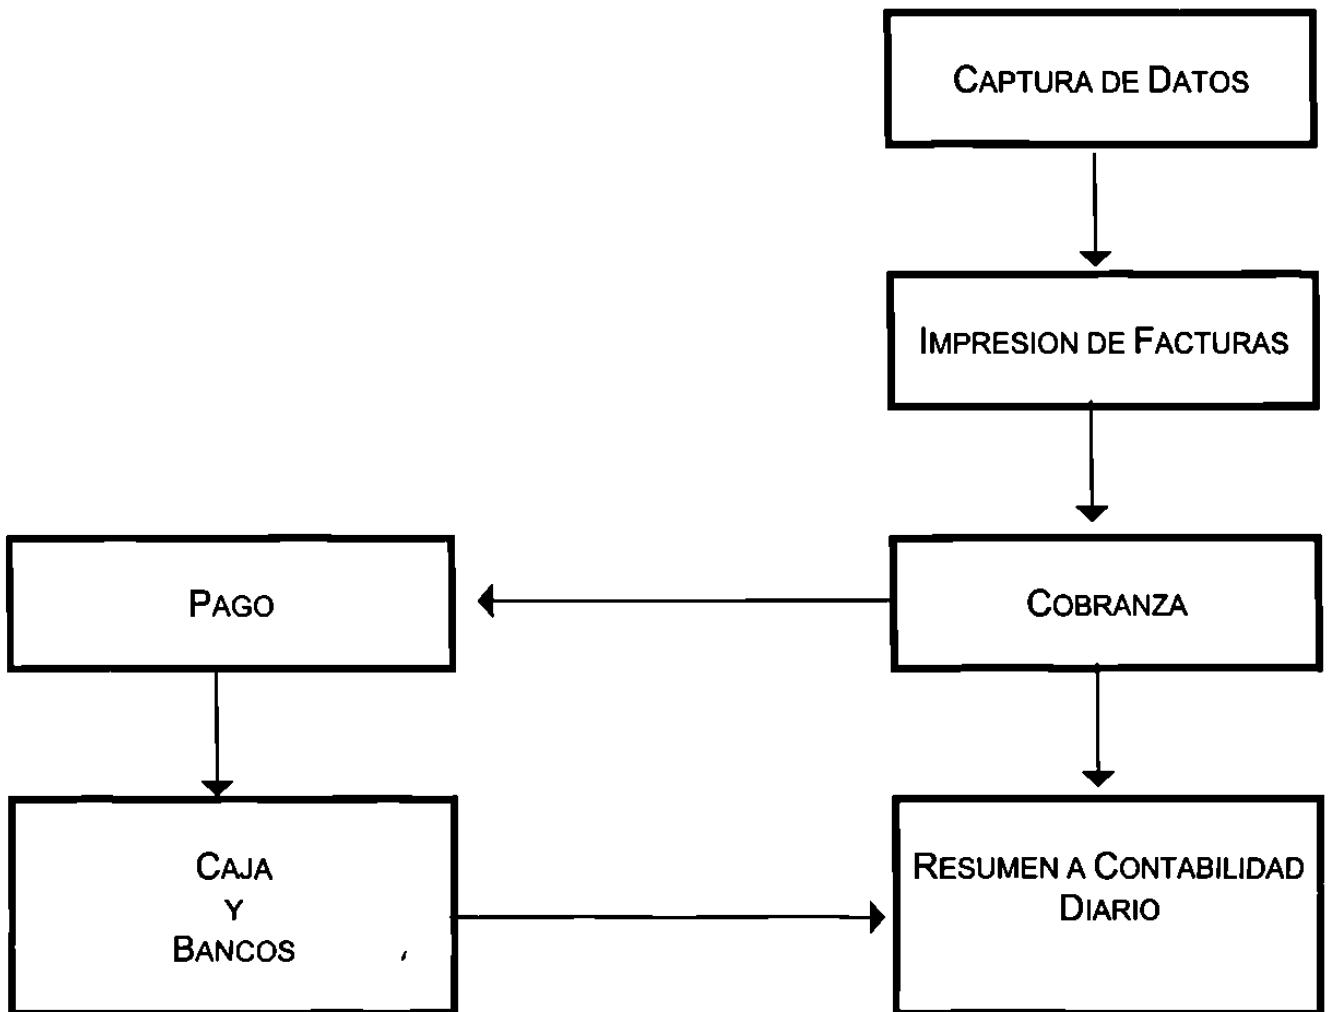 CAPTURA DE DATOS
IMPRESION DE FACTURAS
PAGO
COBRANZA
CAJA
Y
BANCOS
RESUMEN A CONTABILIDAD
DIARIO